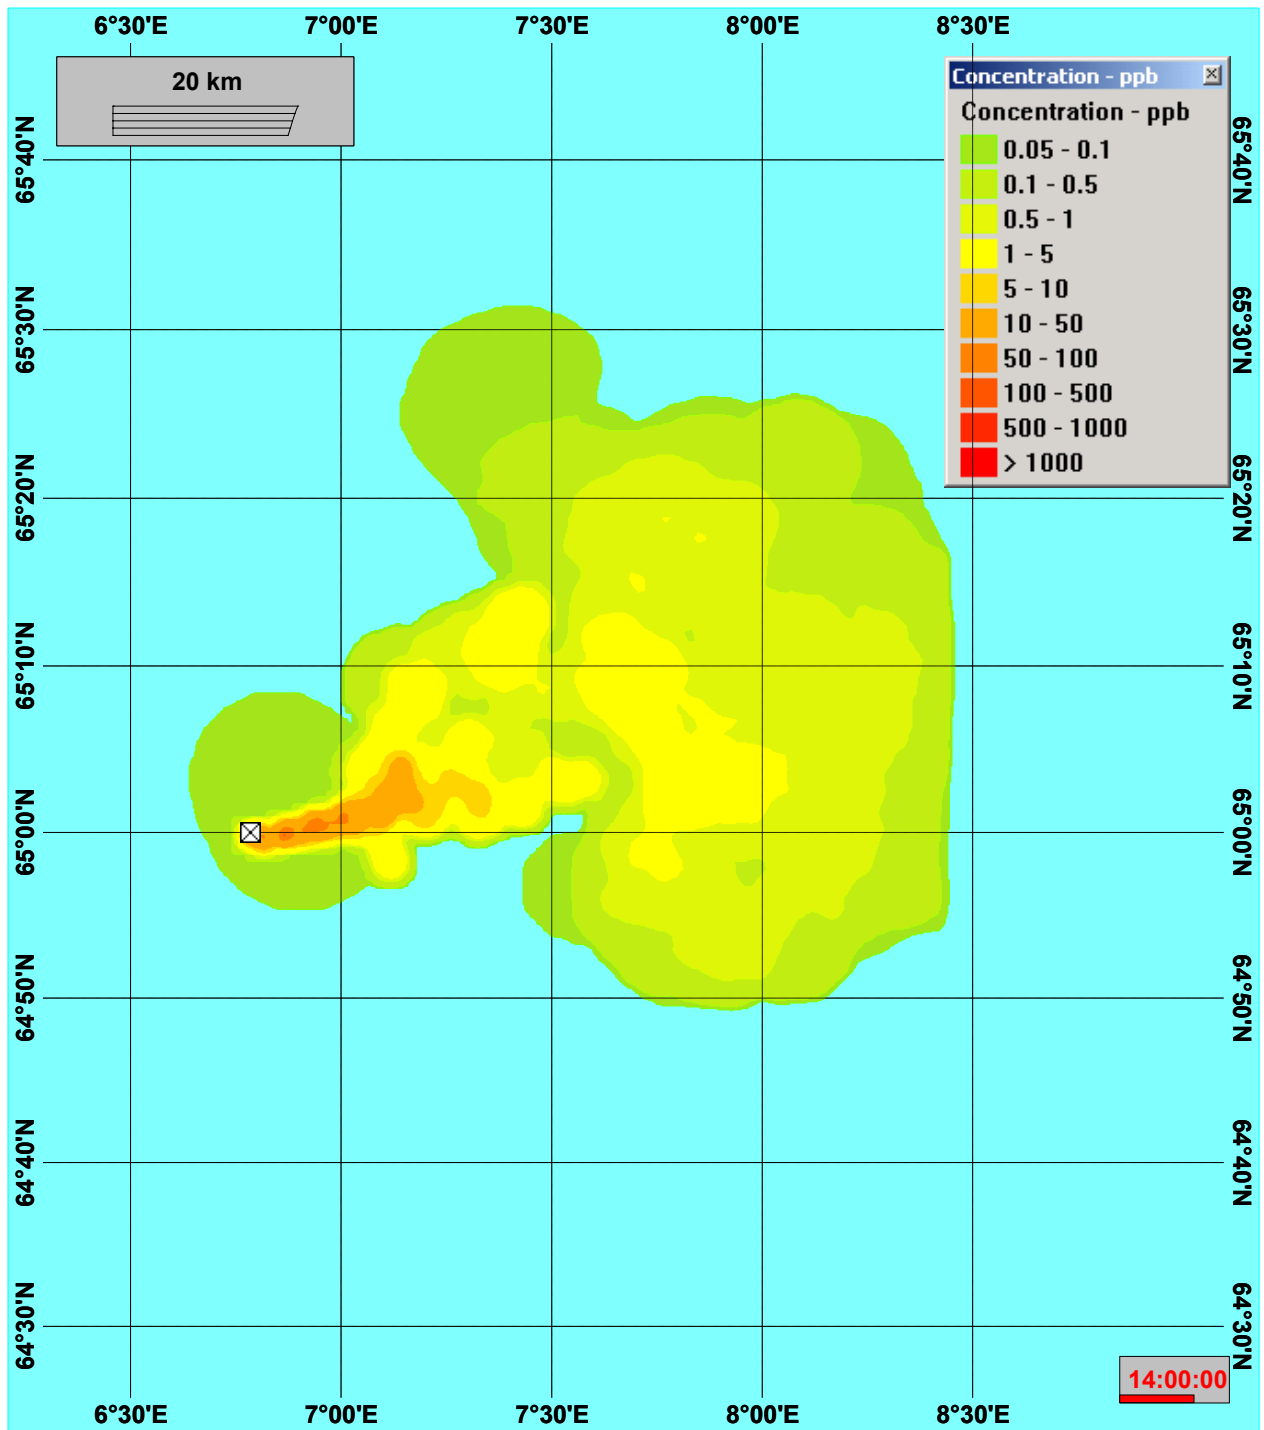 6°30'E 7°00'E 7°30'E 8°00'E 8°30'E
20 km
Concentration - ppb
Concentration - ppb
0.05 - 0.1
0.1 - 0.5
0.5 - 1
1 - 5
5 - 10
10 - 50
50 - 100
100 - 500
500 - 1000
> 1000
65°40'N 65°40'N
65°30'N 65°30'N
65°20'N 65°20'N
65°10'N 65°10'N
65°00'N 65°00'N
64°50'N 64°50'N
64°40'N 64°40'N
64°30'N 64°30'N
14:00:00
6°30'E 7°00'E 7°30'E 8°00'E 8°30'E